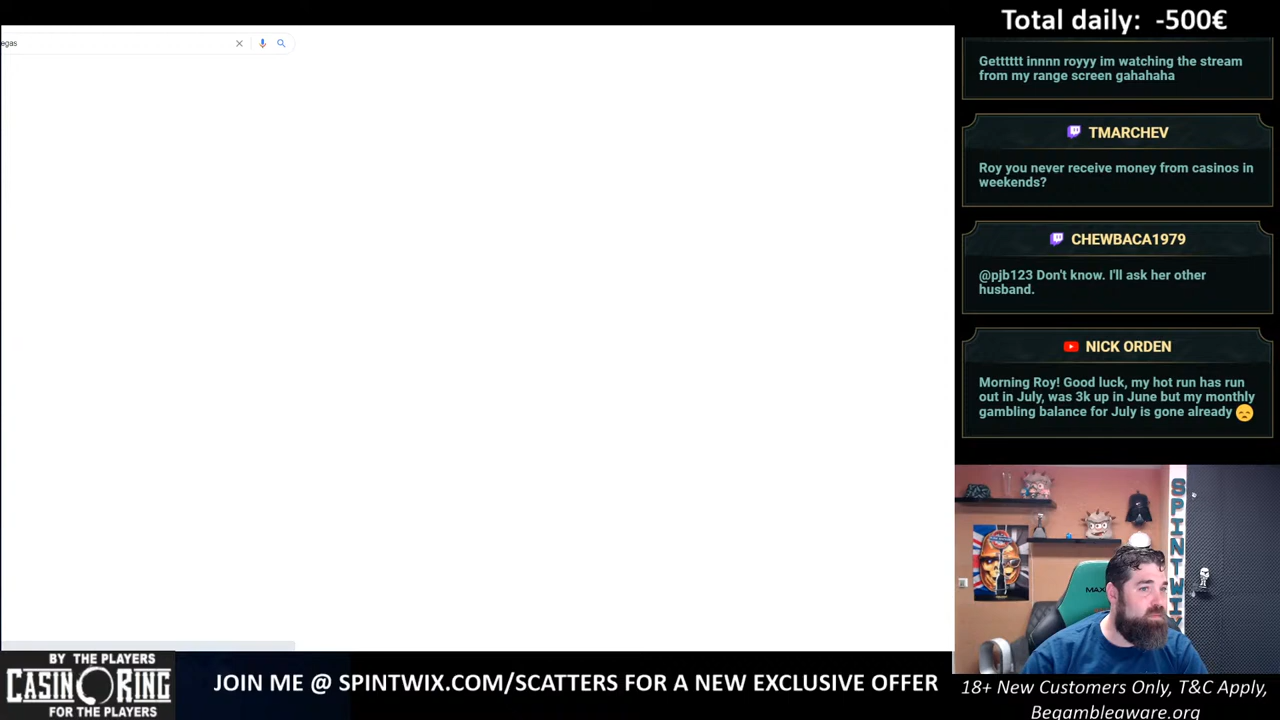 egas
Total daily: -500€
Getttttt innnn royyy im watching the stream
from my range screen gahahaha
TMARCHEV
Roy you never receive money from casinos in
weekends?
CHEWBACA1979
@pjb123 Don't know. I'll ask her other
husband.
NICK ORDEN
Morning Roy! Good luck, my hot run has run
out in July, was 3k up in June but my monthly
gambling balance for July is gone already 😞
SPINTWIX
MAX
BY THE PLAYERS
CASINO RING
FOR THE PLAYERS
JOIN ME @ SPINTWIX.COM/SCATTERS FOR A NEW EXCLUSIVE OFFER
18+ New Customers Only, T&C Apply,
Begambleaware.org